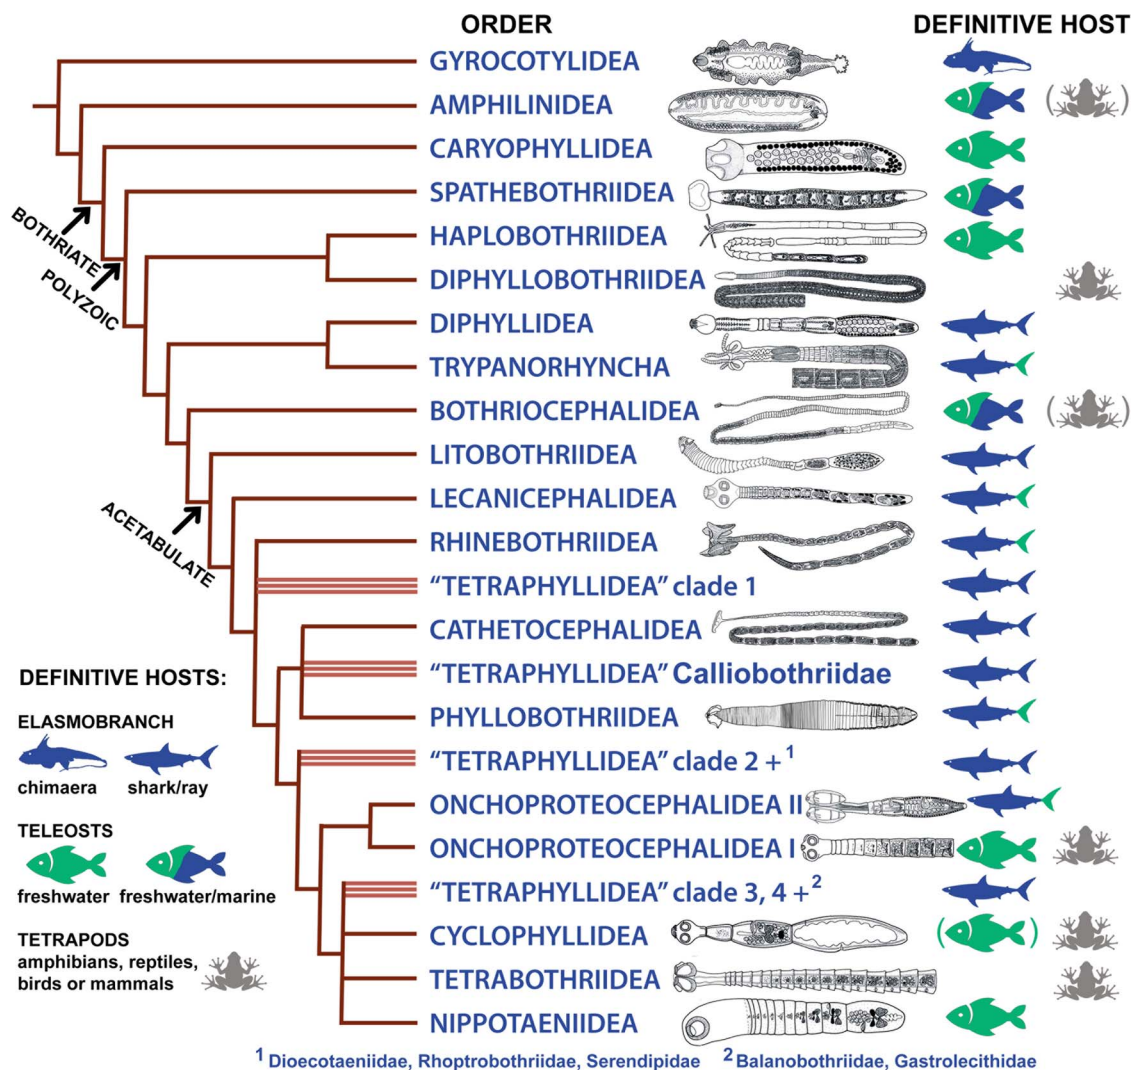 ORDER DEFINITIVE HOST
GYROCOTYLIDEA
AMPHILINIDEA
CARYOPHYLLIDEA
SPATHEBOTHRIIDEA
BOTHRIATE
HAPLOBOTHRIIDEA
POLYZOIC
DIPHYLLOBOTHRIIDEA
DIPHYLLIDEA
TRYPANORHYNCHA
BOTHRIOCEPHALIDEA
LITOBOTHRIIDEA
LECANICEPHALIDEA
ACETABULATE
RHINEBOTHRIIDEA
“TETRAPHYLLIDEA” clade 1
CATHETOCEPHALIDEA
“TETRAPHYLLIDEA” Calliobothriidae
PHYLLOBOTHRIIDEA
“TETRAPHYLLIDEA” clade 2 +1
ONCHOPROTEOCEPHALIDEA II
ONCHOPROTEOCEPHALIDEA I
“TETRAPHYLLIDEA” clade 3, 4 +2
CYCLOPHYLLIDEA
TETRABOTHRIIDEA
NIPPOTAENIIDEA
DEFINITIVE HOSTS:
ELASMOBRANCH
chimaera shark/ray
TELEOSTS
freshwater freshwater/marine
TETRAPODS
amphibians, reptiles,
birds or mammals
1 Dioecotaeniidae, Rhoptrobothriidae, Serendipidae 2 Balanobothriidae, Gastrolecithidae